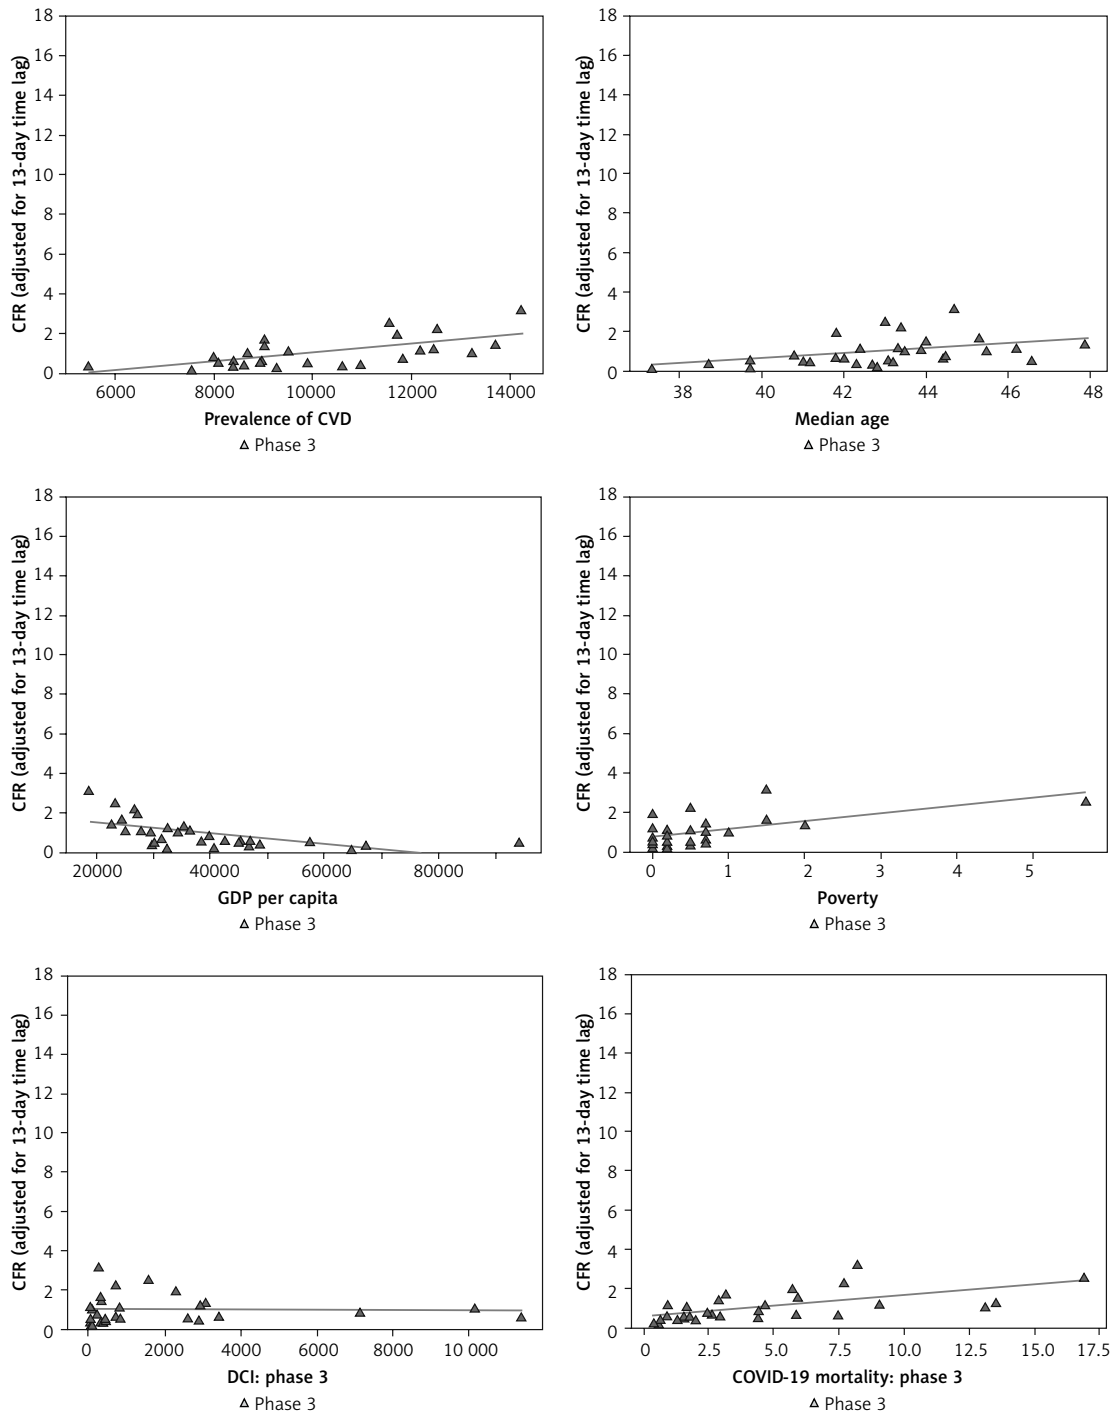 CFR (adjusted for 13-day time lag)
18
16
14
12
10
8
6
4
2
0
6000 8000 10000 12000 14000
Prevalence of CVD
Phase 3
CFR (adjusted for 13-day time lag)
18
16
14
12
10
8
6
4
2
0
38 40 42 44 46 48
Median age
Phase 3
CFR (adjusted for 13-day time lag)
18
16
14
12
10
8
6
4
2
0
20000 40000 60000 80000
GDP per capita
Phase 3
CFR (adjusted for 13-day time lag)
18
16
14
12
10
8
6
4
2
0
0 1 2 3 4 5
Poverty
Phase 3
CFR (adjusted for 13-day time lag)
18
16
14
12
10
8
6
4
2
0
0 2000 4000 6000 8000 10 000
DCI: phase 3
Phase 3
CFR (adjusted for 13-day time lag)
18
16
14
12
10
8
6
4
2
0
0 2.5 5.0 7.5 10.0 12.5 15.0 17.5
COVID-19 mortality: phase 3
Phase 3